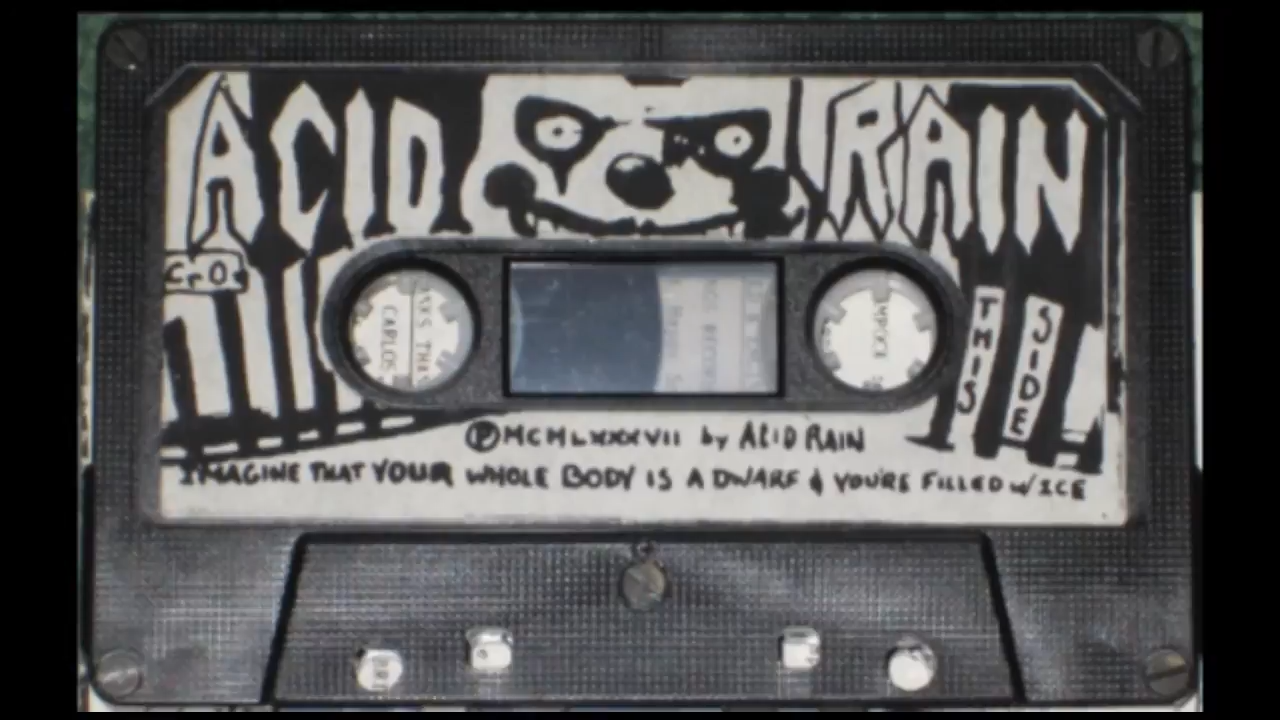 ACID RAIN
CrO
THIS
SIDE
ⓅMCMLXXXVII by ACID RAIN
IMAGINE THAT YOUR WHOLE BODY IS A DWARF & YOU'RE FILLED w/ICE